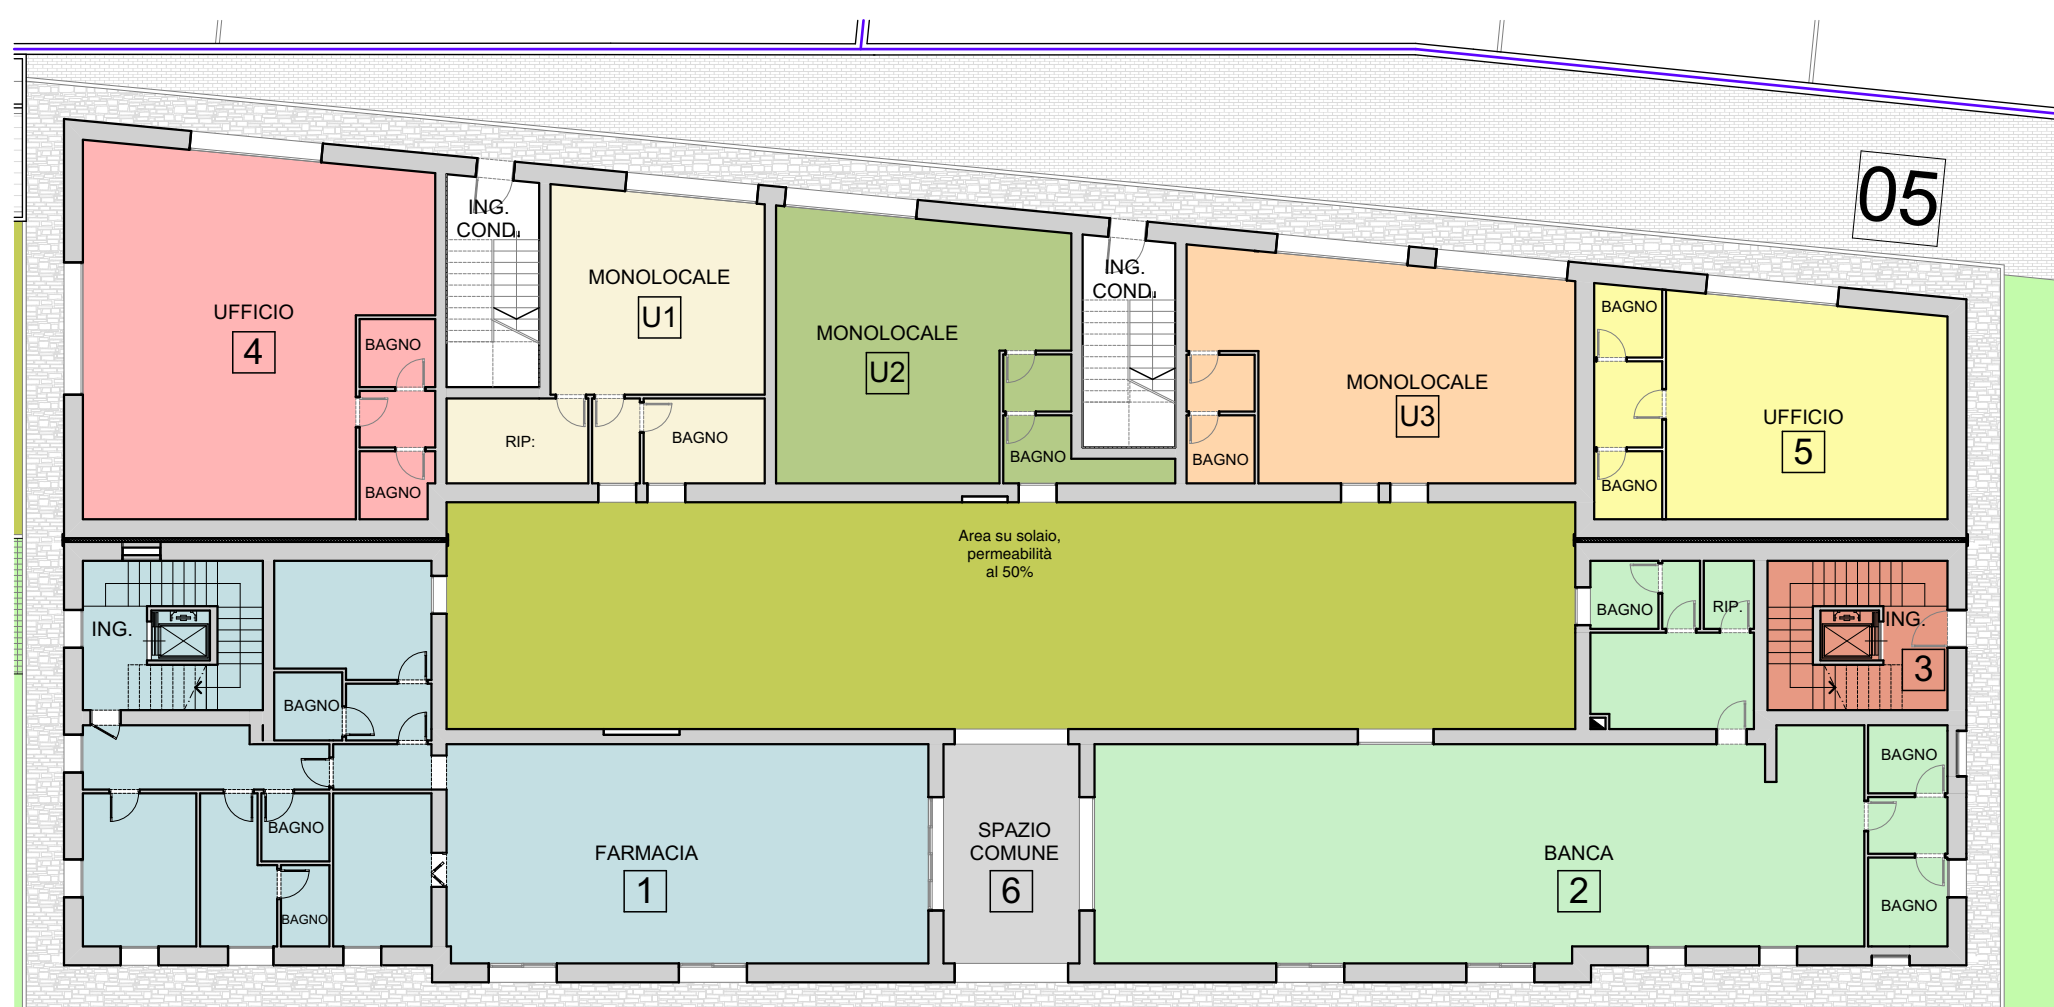 05
ING.
COND.
MONOLOCALE
U1
UFFICIO
4
BAGNO
MONOLOCALE
U2
ING.
COND.
BAGNO
MONOLOCALE
U3
UFFICIO
5
RIP:
BAGNO
BAGNO
BAGNO
BAGNO
BAGNO
Area su solaio,
permeabilità
al 50%
ING.
BAGNO
BAGNO
RIP.
ING.
3
BAGNO
BAGNO
BAGNO
FARMACIA
1
SPAZIO
COMUNE
6
BANCA
2
BAGNO
BAGNO